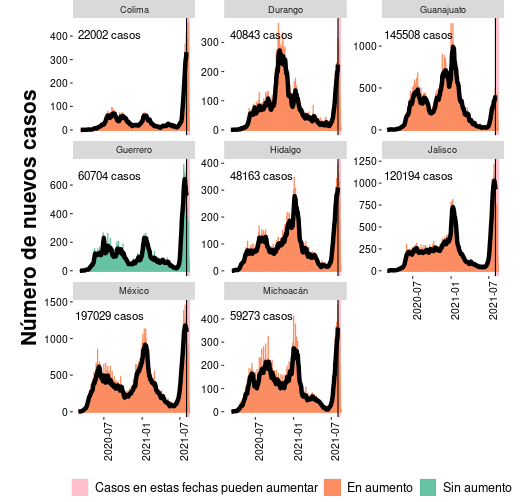 Número de nuevos casos
Colima
22002 casos
400
300
200
100
0
Durango
40843 casos
300
200
100
0
Guanajuato
145508 casos
1000
500
0
Guerrero
60704 casos
600
400
200
0
Hidalgo
48163 casos
400
300
200
100
0
Jalisco
120194 casos
1250
1000
750
500
250
0
2020-07
2021-01
2021-07
México
197029 casos
1500
1000
500
0
2020-07
2021-01
2021-07
Michoacán
59273 casos
400
300
200
100
0
2020-07
2021-01
2021-07
Casos en estas fechas pueden aumentar
En aumento
Sin aumento